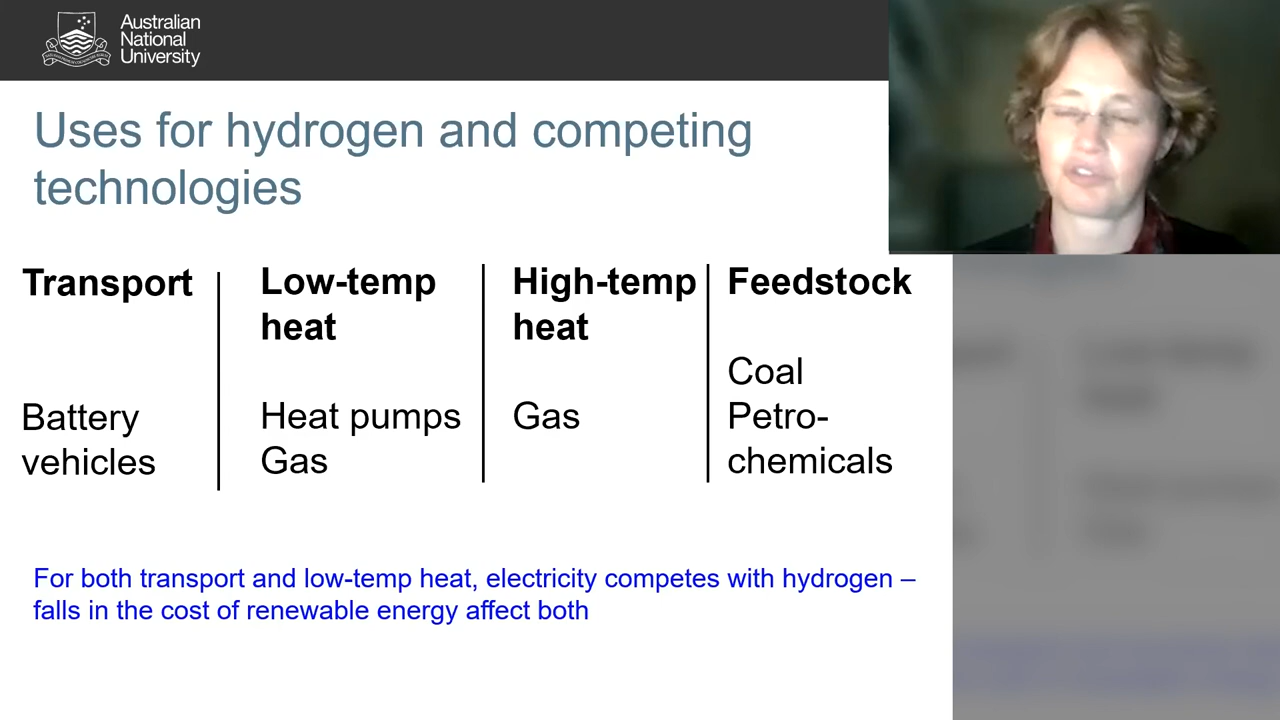 Australian
National
University
Uses for hydrogen and competing
technologies
Transport
Battery
vehicles
Low-temp
heat
Heat pumps
Gas
High-temp
heat
Gas
Feedstock
Coal
Petro-
chemicals
For both transport and low-temp heat, electricity competes with hydrogen –
falls in the cost of renewable energy affect both